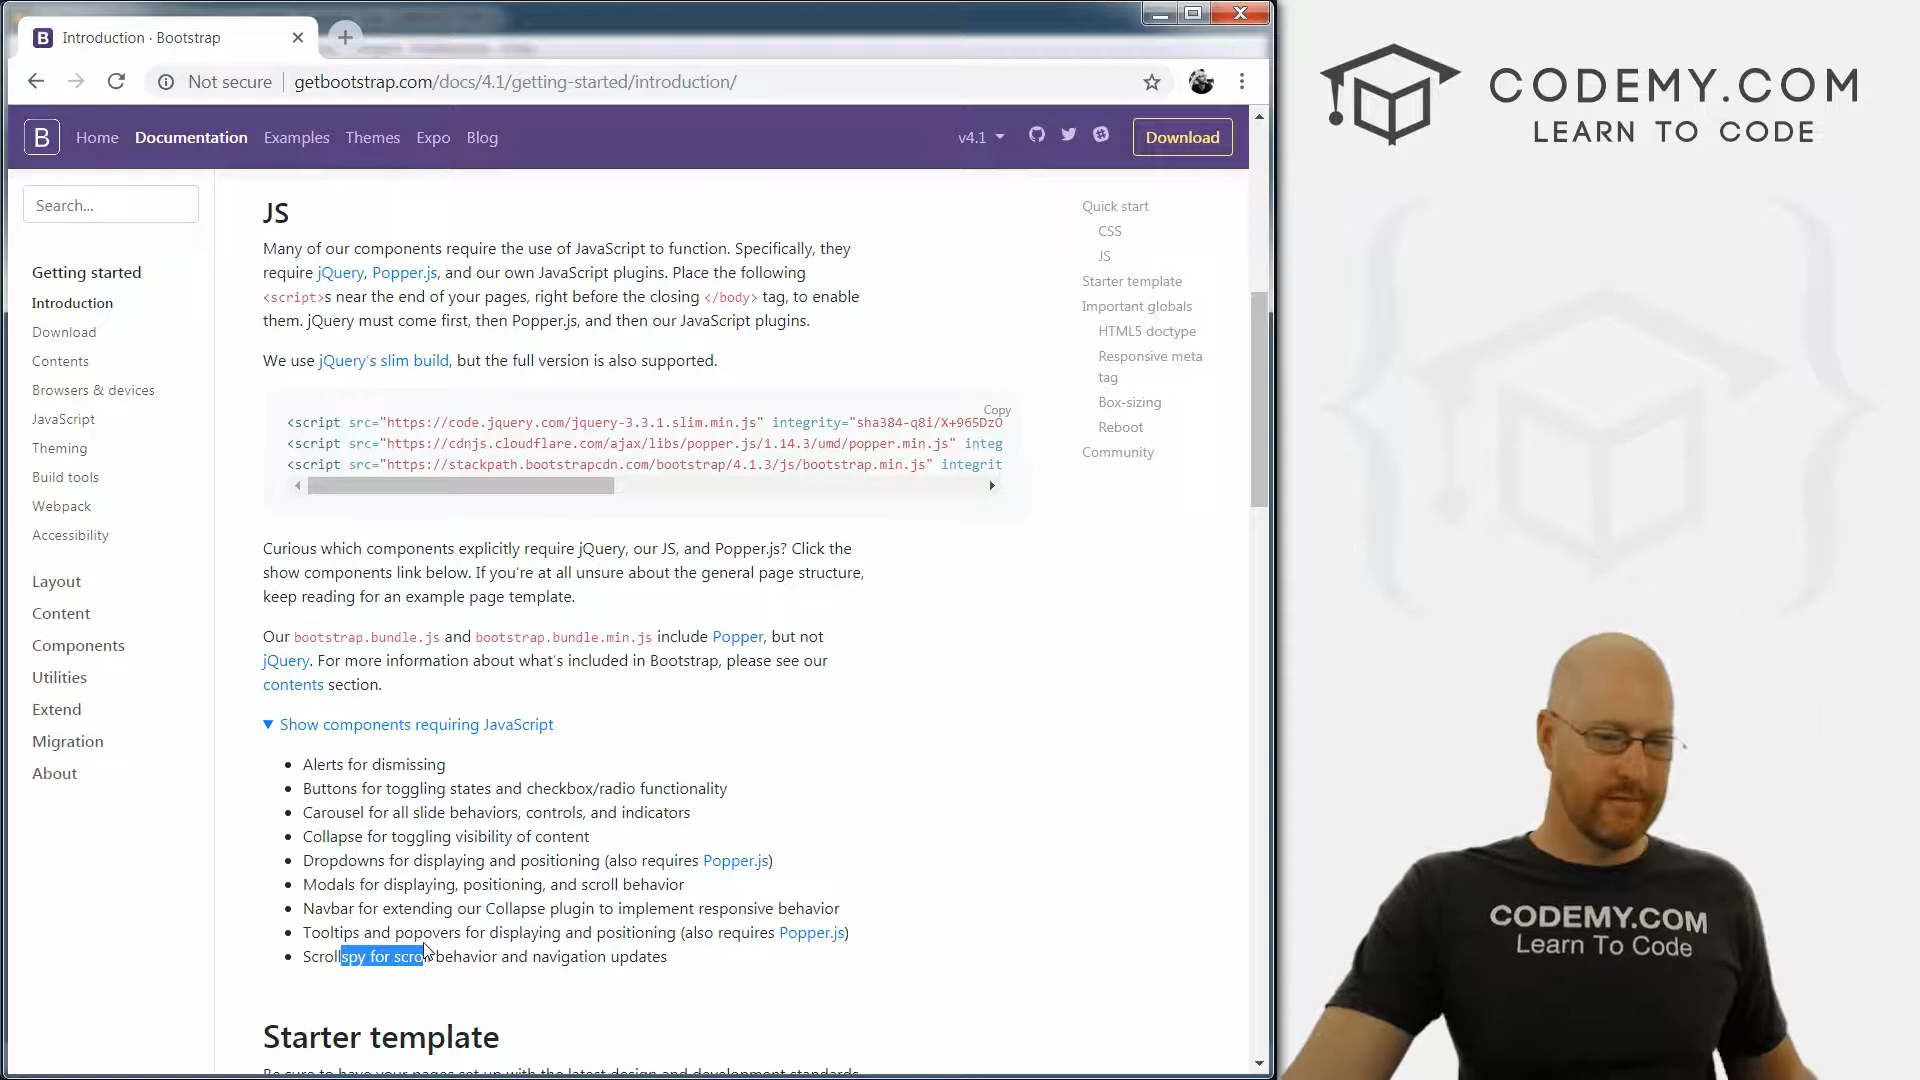 B Introduction · Bootstrap
Not secure getbootstrap.com/docs/4.1/getting-started/introduction/
B Home Documentation Examples Themes Expo Blog v4.1 Download
Search...
Getting started
Introduction
Download
Contents
Browsers & devices
JavaScript
Theming
Build tools
Webpack
Accessibility
Layout
Content
Components
Utilities
Extend
Migration
About
JS
Many of our components require the use of JavaScript to function. Specifically, they
require jQuery, Popper.js, and our own JavaScript plugins. Place the following
<script>s near the end of your pages, right before the closing </body> tag, to enable
them. jQuery must come first, then Popper.js, and then our JavaScript plugins.
We use jQuery's slim build, but the full version is also supported.
Copy
<script src="https://code.jquery.com/jquery-3.3.1.slim.min.js" integrity="sha384-q8i/X+965DzO
<script src="https://cdnjs.cloudflare.com/ajax/libs/popper.js/1.14.3/umd/popper.min.js" integ
<script src="https://stackpath.bootstrapcdn.com/bootstrap/4.1.3/js/bootstrap.min.js" integrit
Curious which components explicitly require jQuery, our JS, and Popper.js? Click the
show components link below. If you're at all unsure about the general page structure,
keep reading for an example page template.
Our bootstrap.bundle.js and bootstrap.bundle.min.js include Popper, but not
jQuery. For more information about what's included in Bootstrap, please see our
contents section.
Show components requiring JavaScript
Alerts for dismissing
Buttons for toggling states and checkbox/radio functionality
Carousel for all slide behaviors, controls, and indicators
Collapse for toggling visibility of content
Dropdowns for displaying and positioning (also requires Popper.js)
Modals for displaying, positioning, and scroll behavior
Navbar for extending our Collapse plugin to implement responsive behavior
Tooltips and popovers for displaying and positioning (also requires Popper.js)
Scrollspy for scroll behavior and navigation updates
Starter template
Be sure to have your pages set up with the latest design and development standards.
Quick start
CSS
JS
Starter template
Important globals
HTML5 doctype
Responsive meta
tag
Box-sizing
Reboot
Community
CODEMY.COM
LEARN TO CODE
CODEMY.COM
Learn To Code